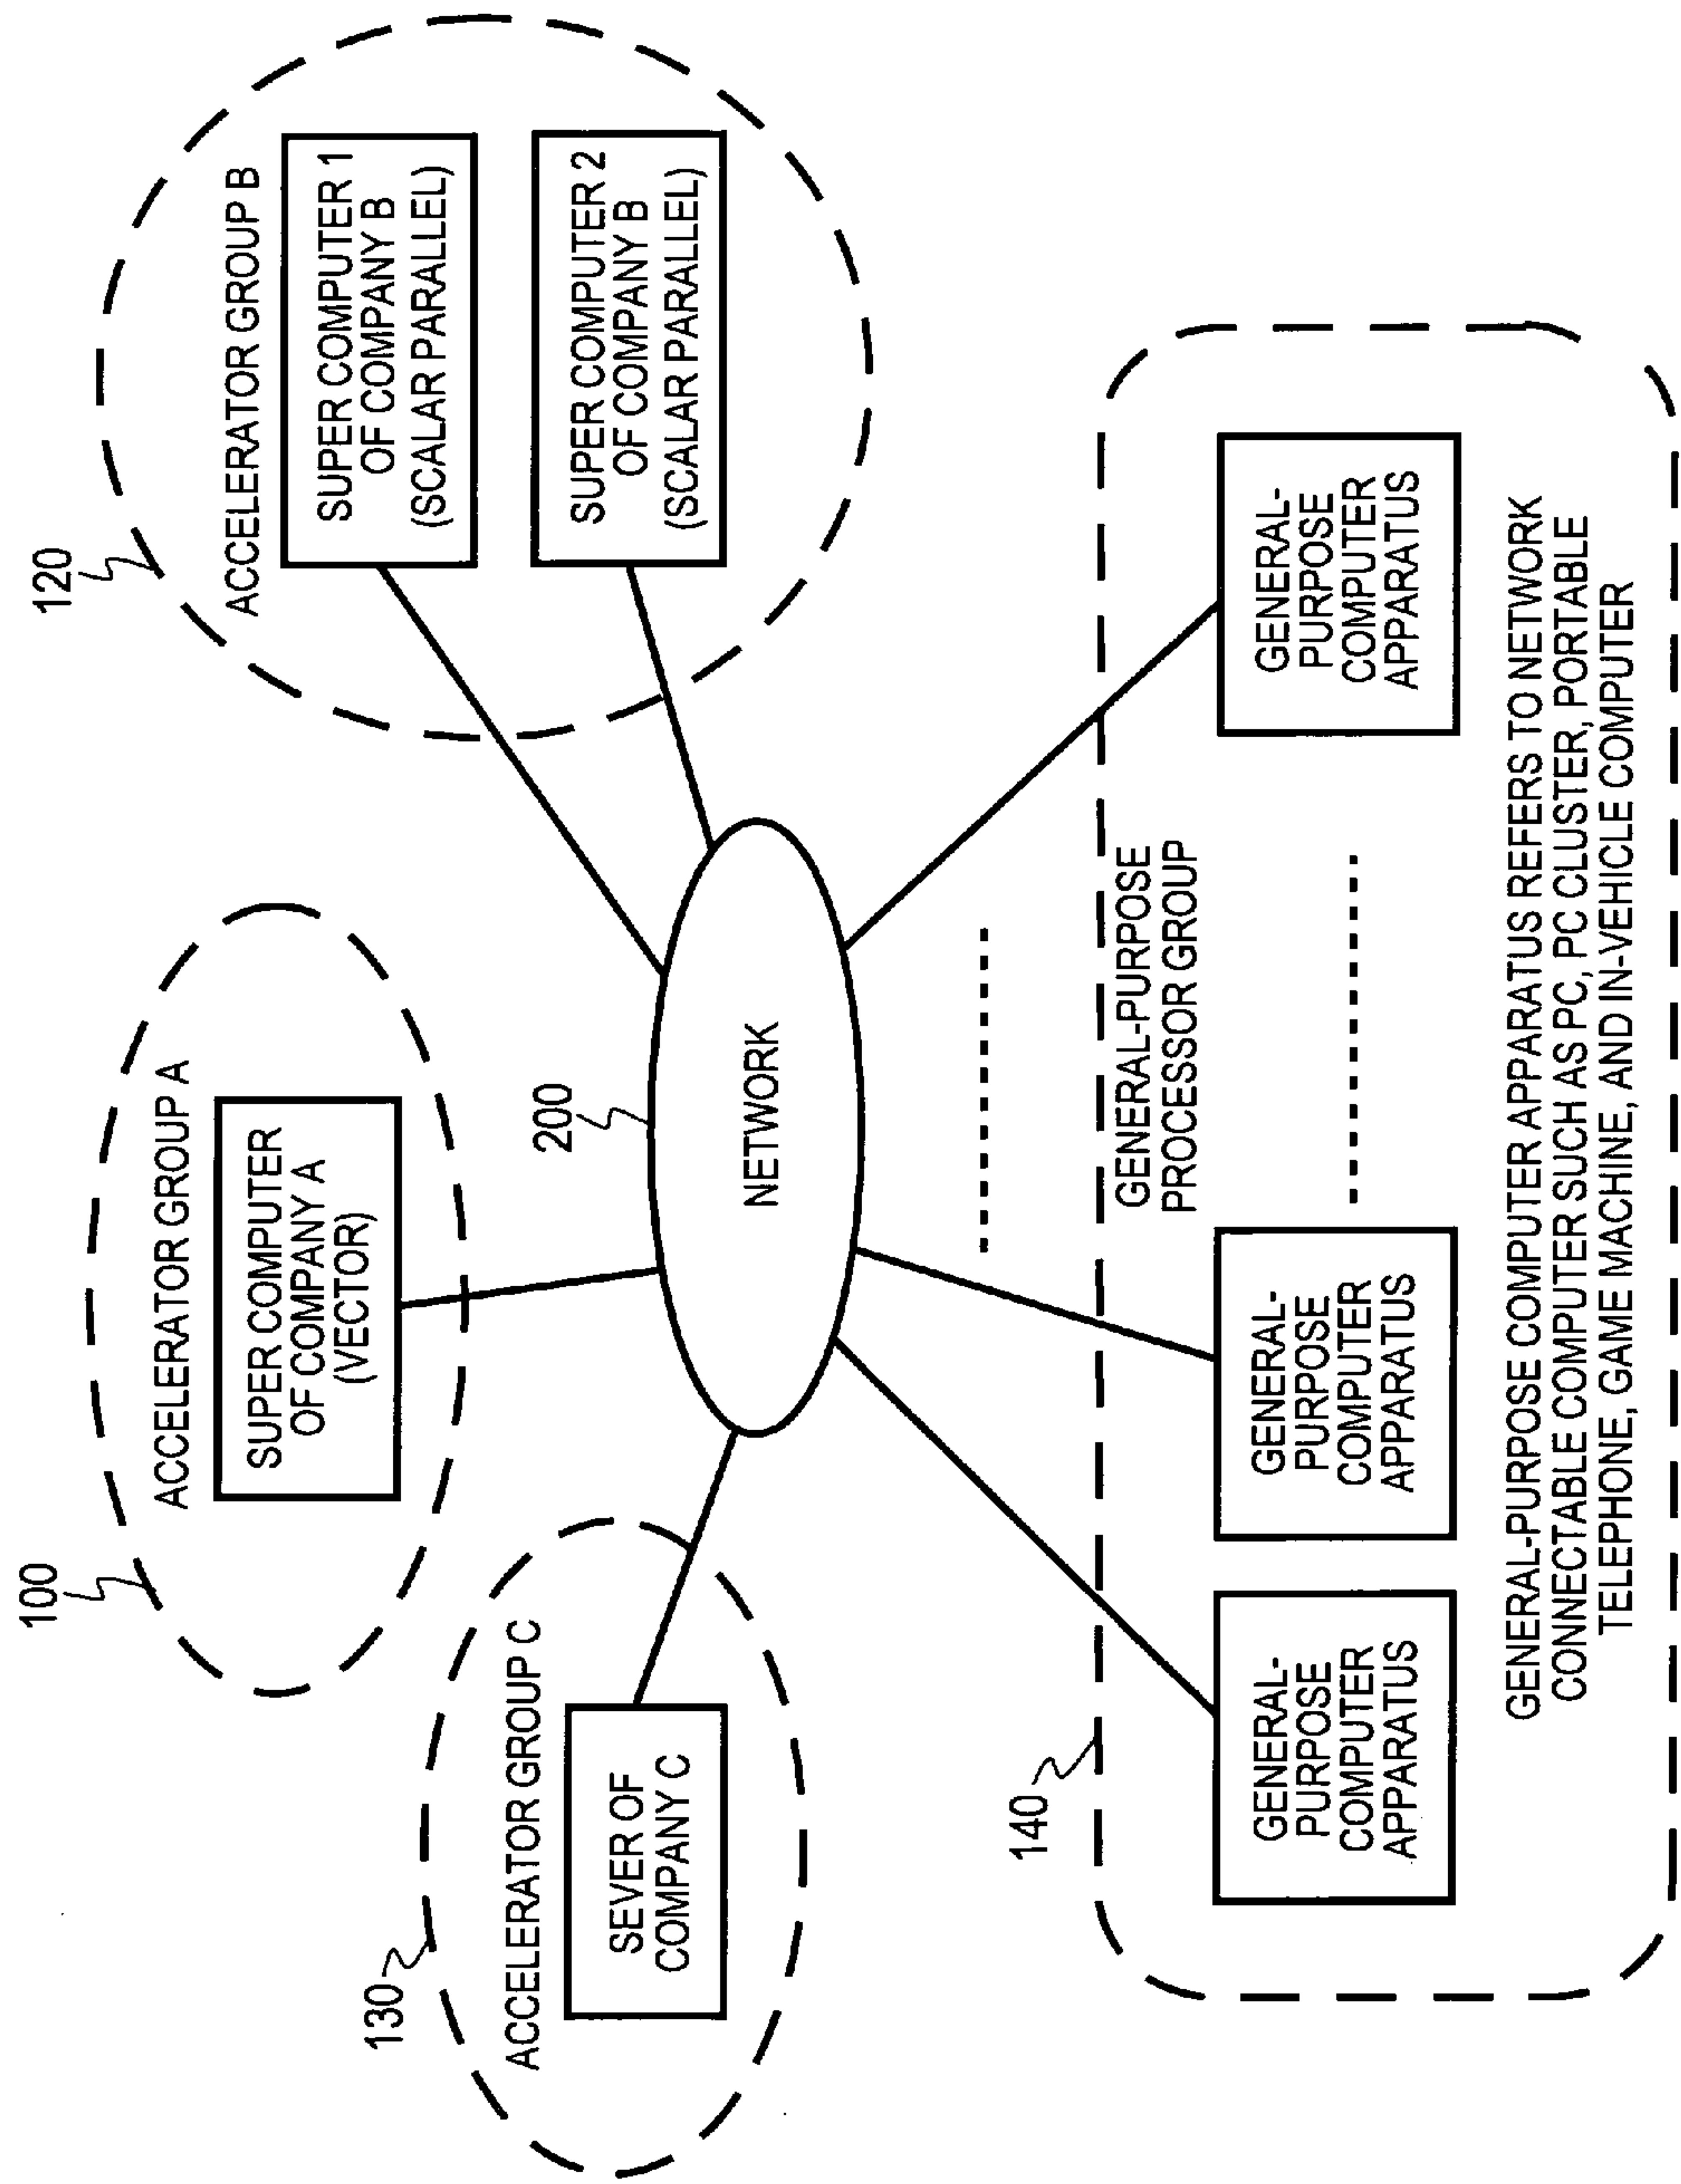 100
ACCELERATOR GROUP A
SUPER COMPUTER
OF COMPANY A
(VECTOR)
120
ACCELERATOR GROUP B
SUPER COMPUTER 1
OF COMPANY B
(SCALAR PARALLEL)
SUPER COMPUTER 2
OF COMPANY B
(SCALAR PARALLEL)
130
ACCELERATOR GROUP C
SEVER OF
COMPANY C
200
NETWORK
140
GENERAL-PURPOSE
PROCESSOR GROUP
GENERAL-
PURPOSE
COMPUTER
APPARATUS
GENERAL-
PURPOSE
COMPUTER
APPARATUS
GENERAL-
PURPOSE
COMPUTER
APPARATUS
GENERAL-PURPOSE COMPUTER APPARATUS REFERS TO NETWORK
CONNECTABLE COMPUTER SUCH AS PC, PC CLUSTER, PORTABLE
TELEPHONE, GAME MACHINE, AND IN-VEHICLE COMPUTER